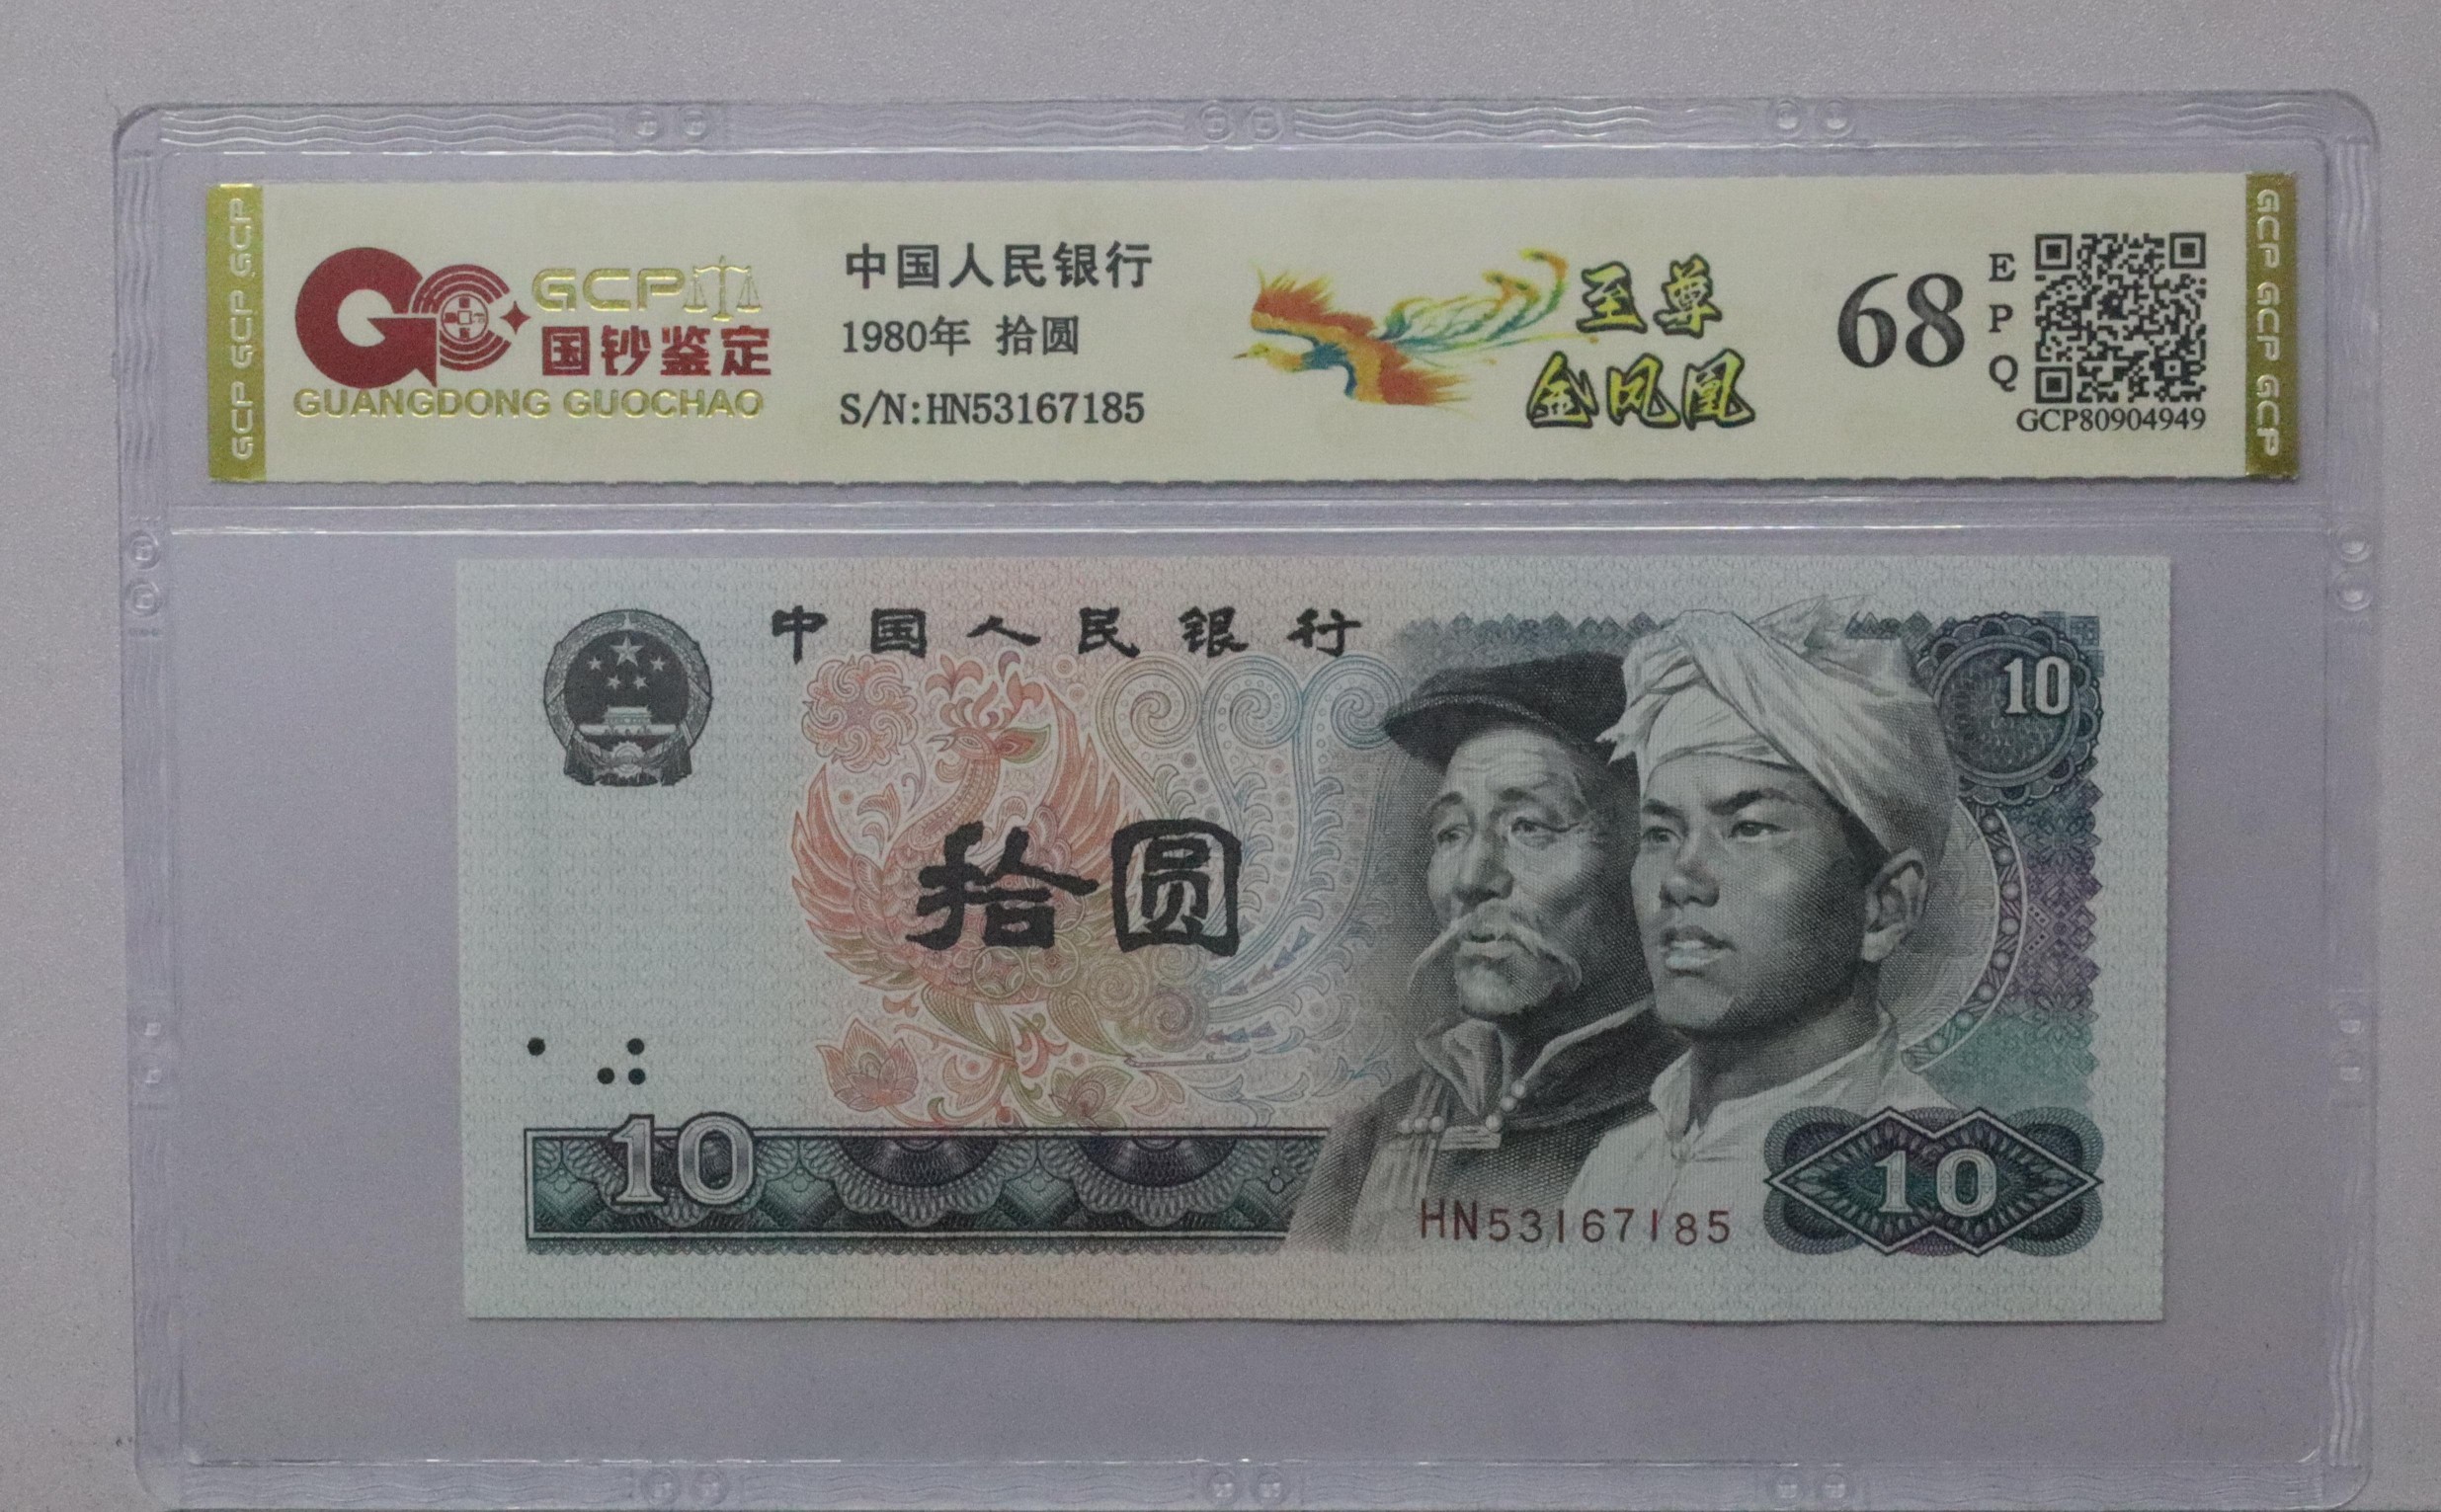 GCP GCP GCP
GCP
国钞鉴定
GUANGDONG GUOCHAO
中国人民银行
1980年 拾圆
S/N:HN53167185
至尊
金凤凰
68
EPQ
GCP80904949
GCP GCP GCP
中国人民银行
10
拾圆
10
HN53167185
10